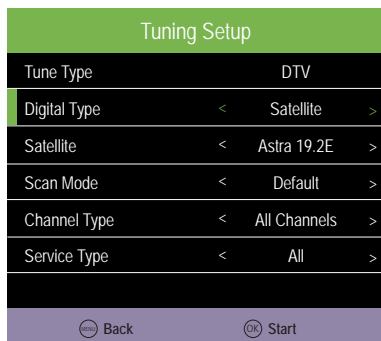 Tuning Setup
Tune Type DTV
Digital Type < Satellite >
Satellite < Astra 19.2E >
Scan Mode < Default >
Channel Type < All Channels >
Service Type < All >
MENU Back OK Start